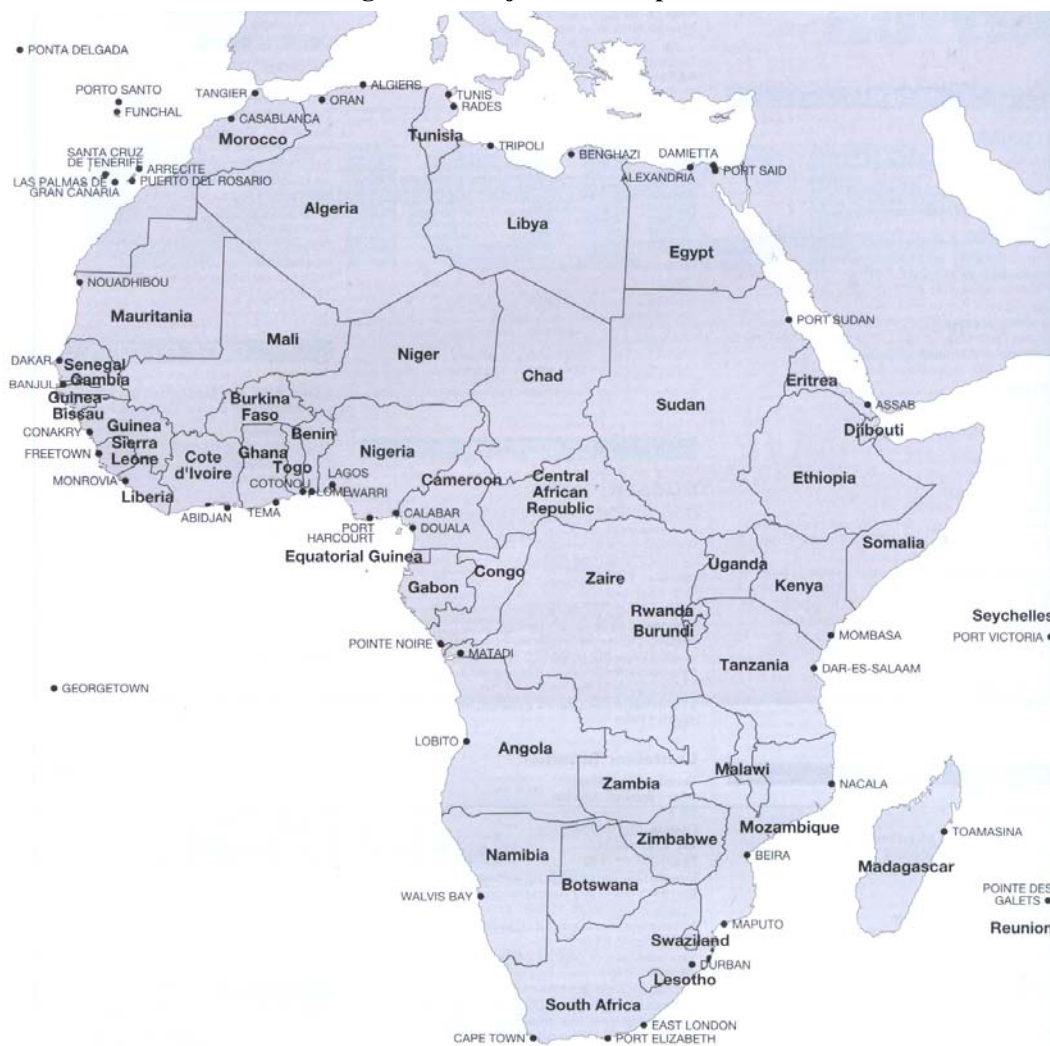 PONTA DELGADA
PORTO SANTO
FUNCHAL
TANGIER
ALGIERS
ORAN
CASABLANCA
Morocco
TUNIS
RADES
Tunisia
TRIPOLI
BENGHAZI
DAMIETTA
ALEXANDRIA
PORT SAID
SANTA CRUZ
DE TENERIFE
ARRECITE
LAS PALMAS DE
GRAN CANARIA
PUERTO DEL ROSARIO
Algeria
Libya
Egypt
NOUADHIBOU
Mauritania
Mali
Niger
Chad
Sudan
PORT SUDAN
Eritrea
ASSAB
Djibouti
DAKAR
Senegal
Gambia
BANJUL
Guinea-
Bissau
Guinea
CONAKRY
Sierra
Leone
FREETOWN
MONROVIA
Liberia
Burkina
Faso
Cote
d'Ivoire
Ghana
Togo
Benin
Nigeria
ABIDJAN
TEMA
COTONOU
LOME
LAGOS
WARRI
PORT
HARCOURT
CALABAR
DOUALA
Cameroon
Central
African
Republic
Ethiopia
Somalia
Equatorial Guinea
Gabon
Congo
Zaire
Uganda
Kenya
Rwanda
Burundi
Seychelles
PORT VICTORIA
MOMBASA
POINTE NOIRE
MATADI
Tanzania
DAR-ES-SALAAM
GEORGETOWN
LOBITO
Angola
Zambia
Malawi
NACALA
Mozambique
Zimbabwe
BEIRA
TOAMASINA
Madagascar
Namibia
Botswana
WALVIS BAY
POINTE DES
GALETS
Reunion
MAPUTO
Swaziland
DURBAN
Lesotho
South Africa
EAST LONDON
CAPE TOWN
PORT ELIZABETH